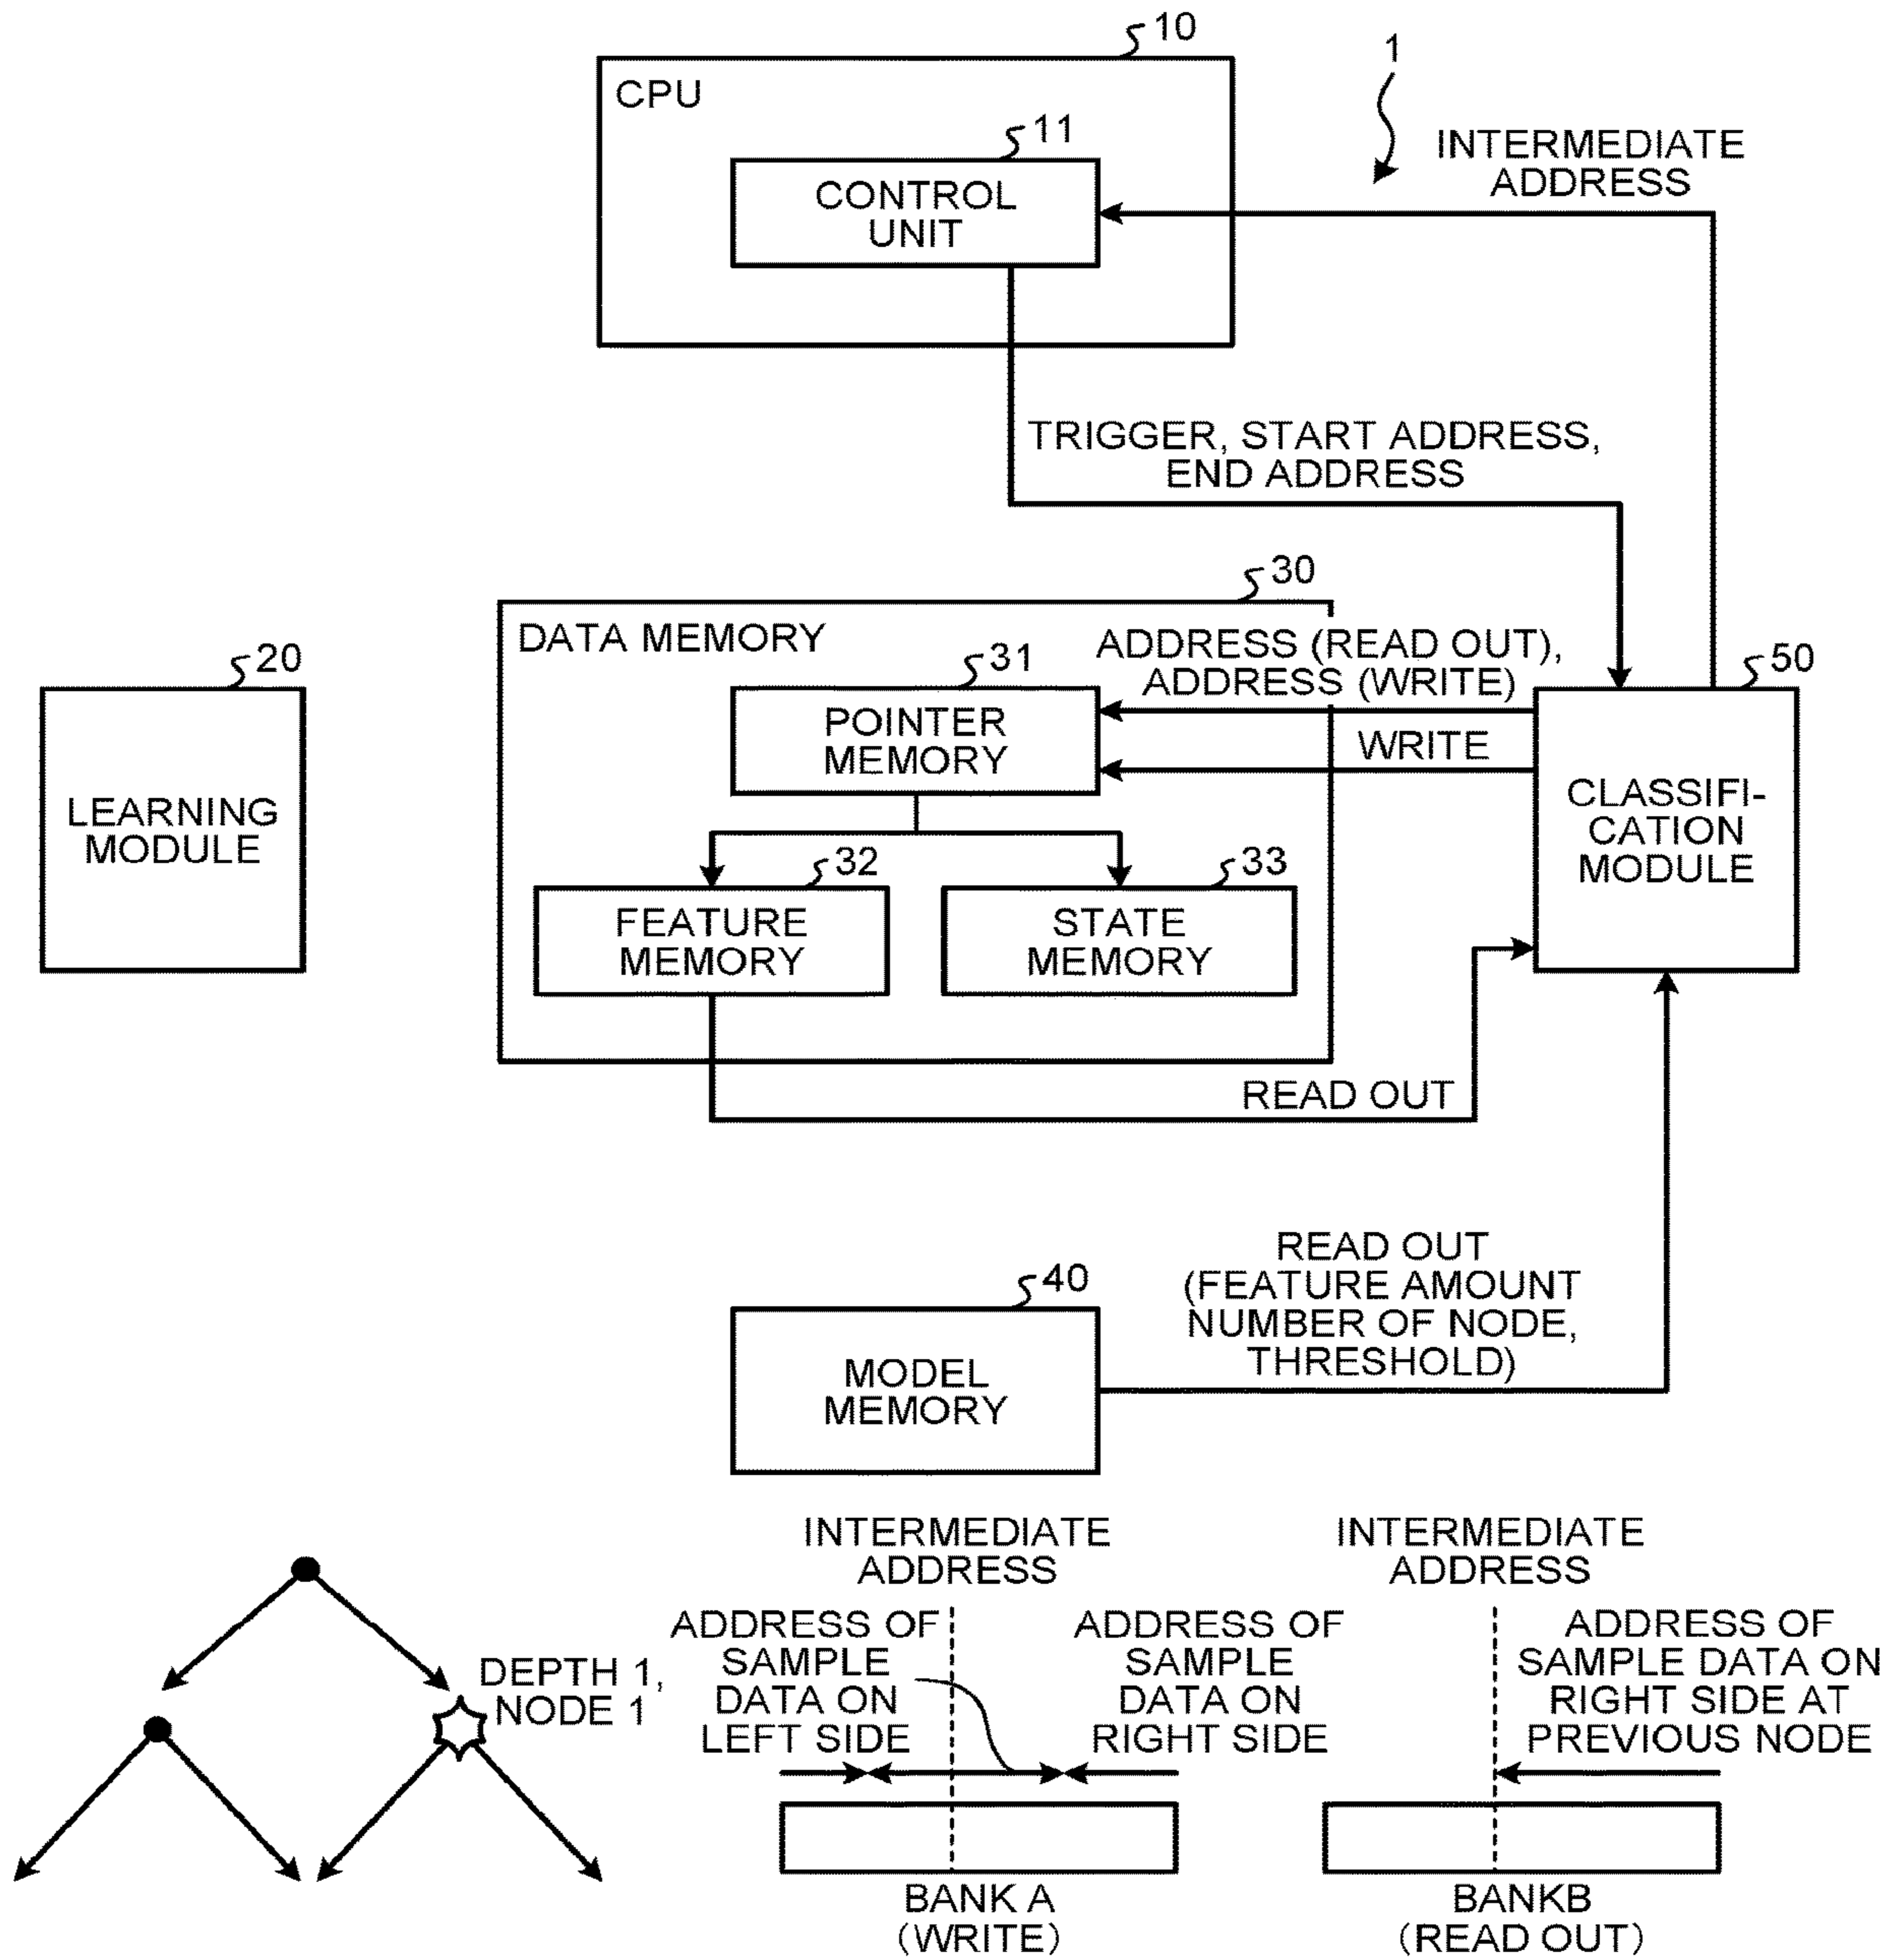 10
CPU
1
11
CONTROL
UNIT
INTERMEDIATE
ADDRESS
TRIGGER, START ADDRESS,
END ADDRESS
30
DATA MEMORY
ADDRESS (READ OUT),
ADDRESS (WRITE)
20
LEARNING
MODULE
31
POINTER
MEMORY
WRITE
50
CLASSIFI-
CATION
MODULE
32
FEATURE
MEMORY
33
STATE
MEMORY
READ OUT
READ OUT
(FEATURE AMOUNT
NUMBER OF NODE,
THRESHOLD)
40
MODEL
MEMORY
DEPTH 1,
NODE 1
INTERMEDIATE
ADDRESS
ADDRESS OF
SAMPLE
DATA ON
LEFT SIDE
ADDRESS OF
SAMPLE
DATA ON
RIGHT SIDE
BANK A
(WRITE)
INTERMEDIATE
ADDRESS
ADDRESS OF
SAMPLE DATA ON
RIGHT SIDE AT
PREVIOUS NODE
BANKB
(READ OUT)